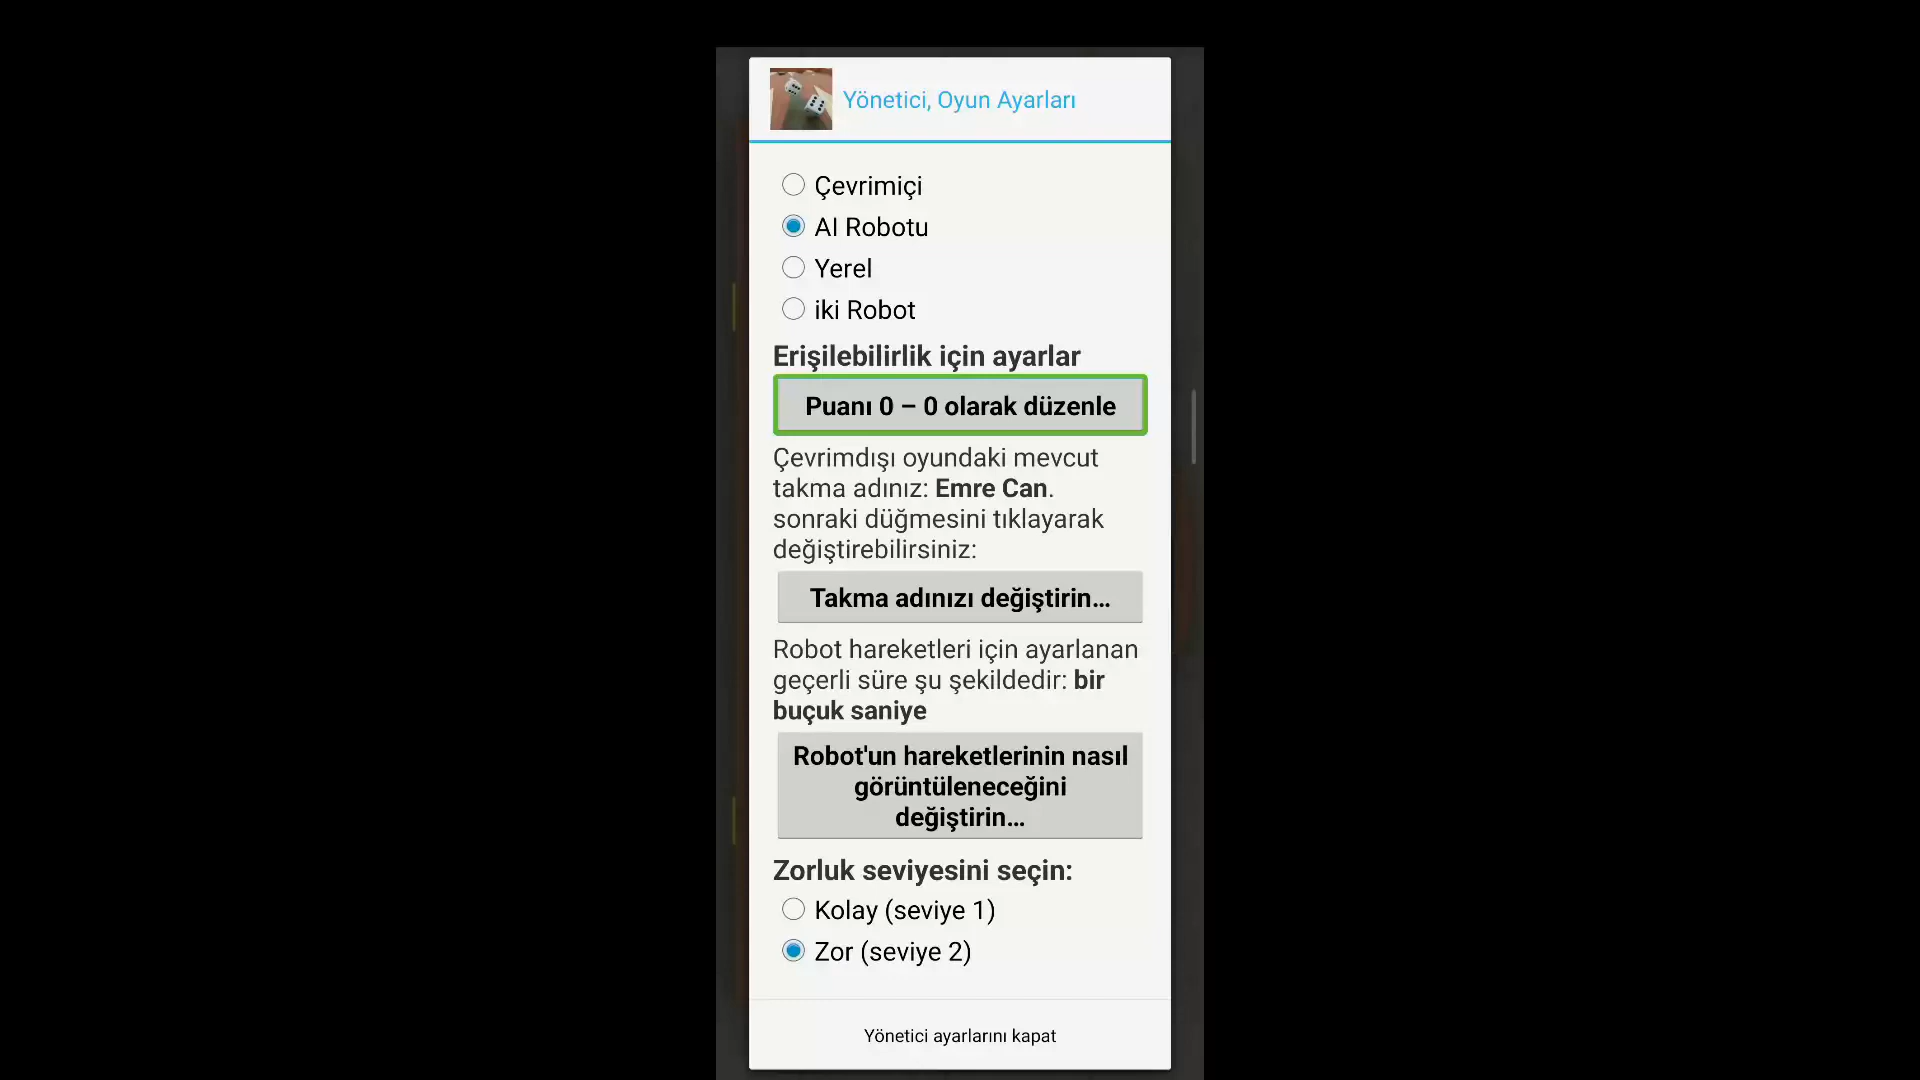 Yönetici, Oyun Ayarları
Çevrimiçi
AI Robotu
Yerel
iki Robot
Erişilebilirlik için ayarlar
Puanı 0 – 0 olarak düzenle
Çevrimdışı oyundaki mevcut
takma adınız: Emre Can.
sonraki düğmesini tıklayarak
değiştirebilirsiniz:
Takma adınızı değiştirin...
Robot hareketleri için ayarlanan
geçerli süre şu şekildedir: bir
buçuk saniye
Robot'un hareketlerinin nasıl
görüntüleneceğini
değiştirin...
Zorluk seviyesini seçin:
Kolay (seviye 1)
Zor (seviye 2)
Yönetici ayarlarını kapat